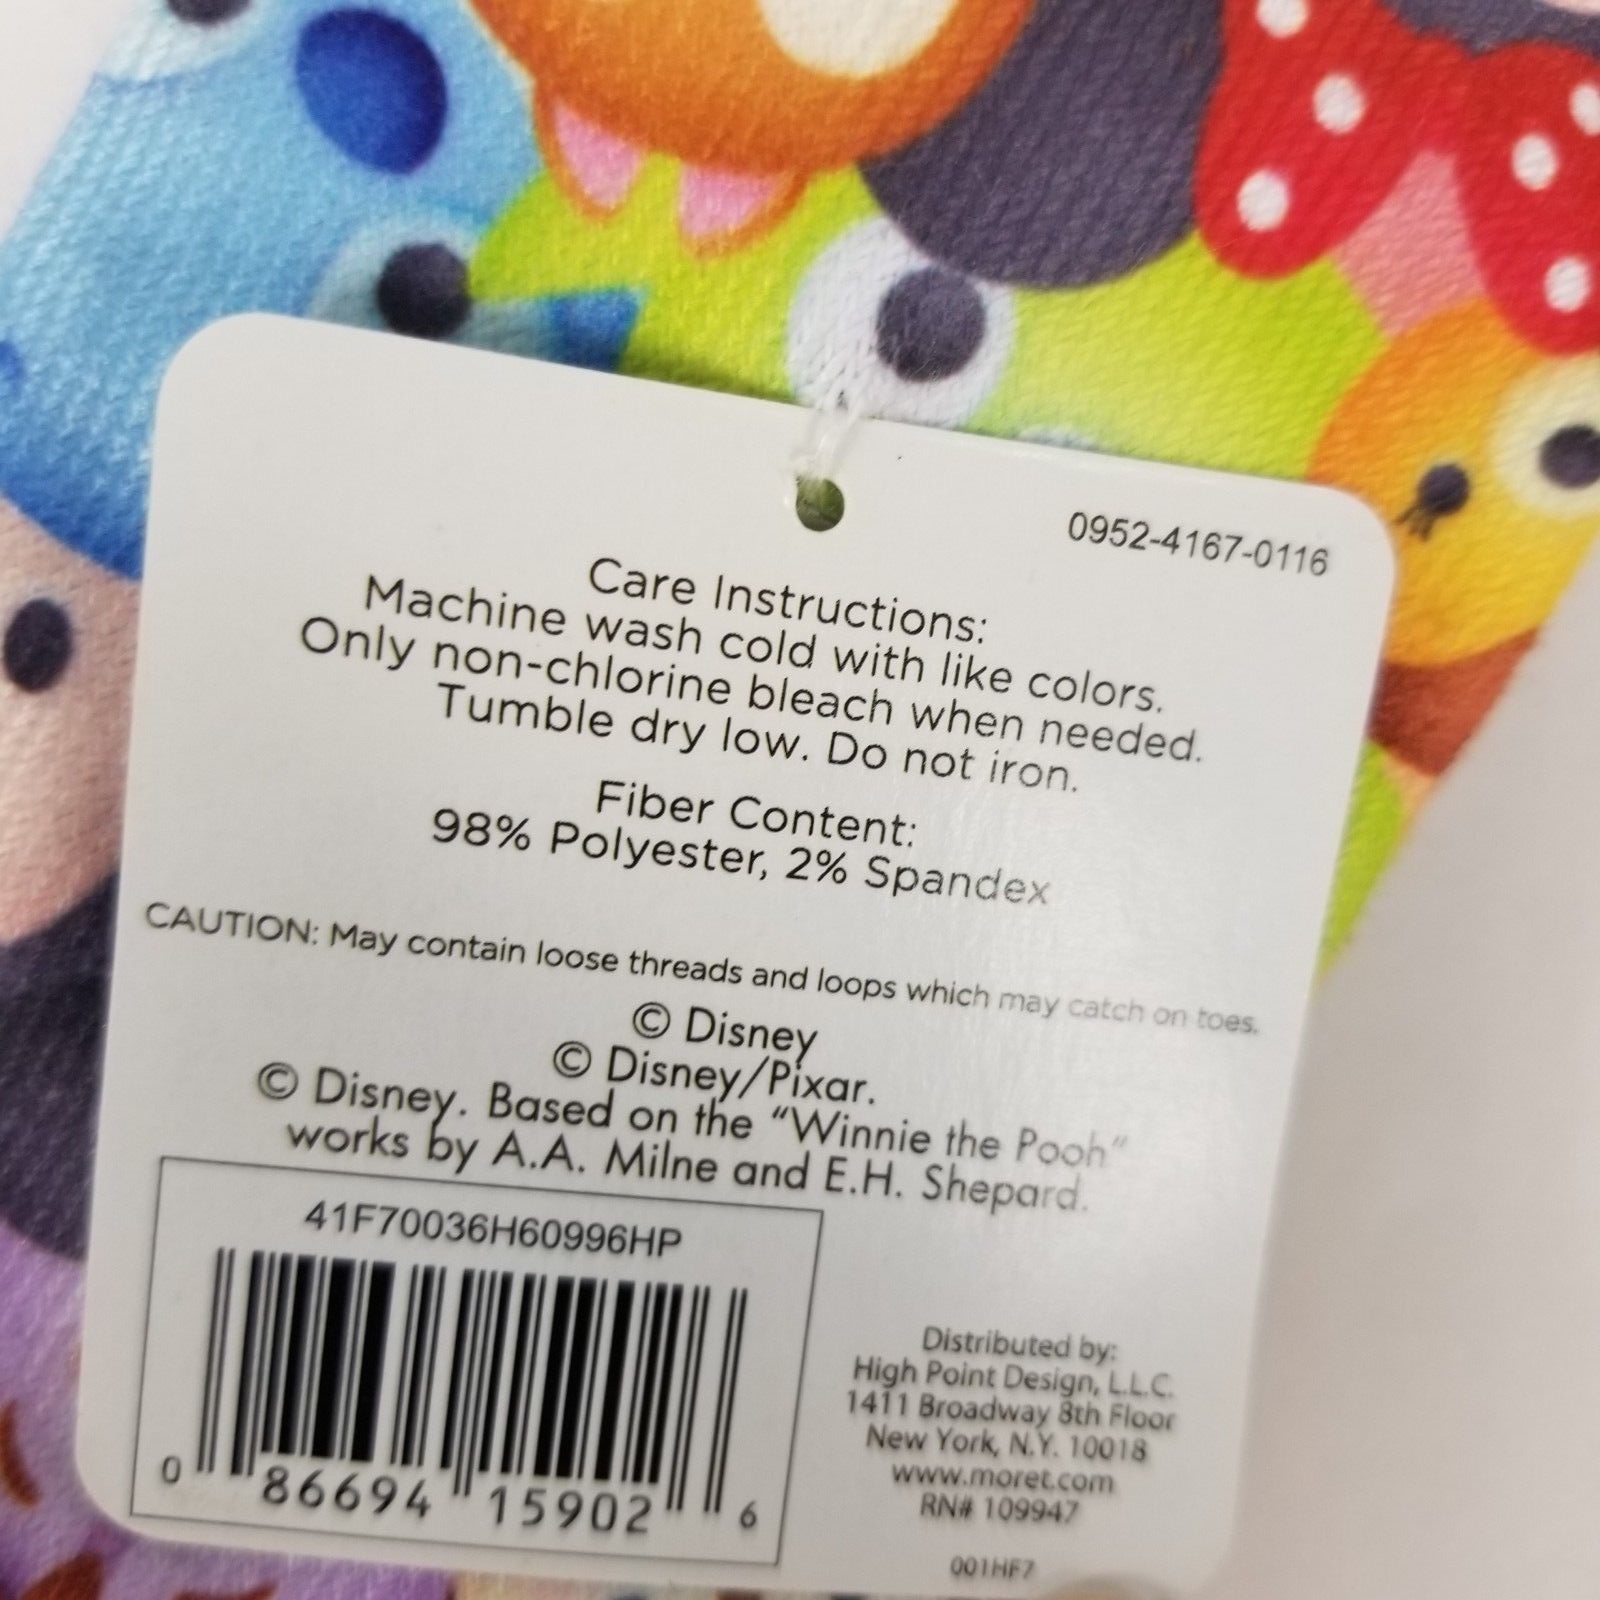 0952-4167-0116
Care Instructions:
Machine wash cold with like colors.
Only non-chlorine bleach when needed.
Tumble dry low. Do not iron.
Fiber Content:
98% Polyester, 2% Spandex
CAUTION: May contain loose threads and loops which may catch on toes.
© Disney
© Disney/Pixar.
© Disney. Based on the “Winnie the Pooh”
works by A.A. Milne and E.H. Shepard.
41F70036H60996HP
0 86694 15902 6
Distributed by:
High Point Design, L.L.C.
1411 Broadway 8th Floor
New York, N.Y. 10018
www.moret.com
RN# 109947
001HF7